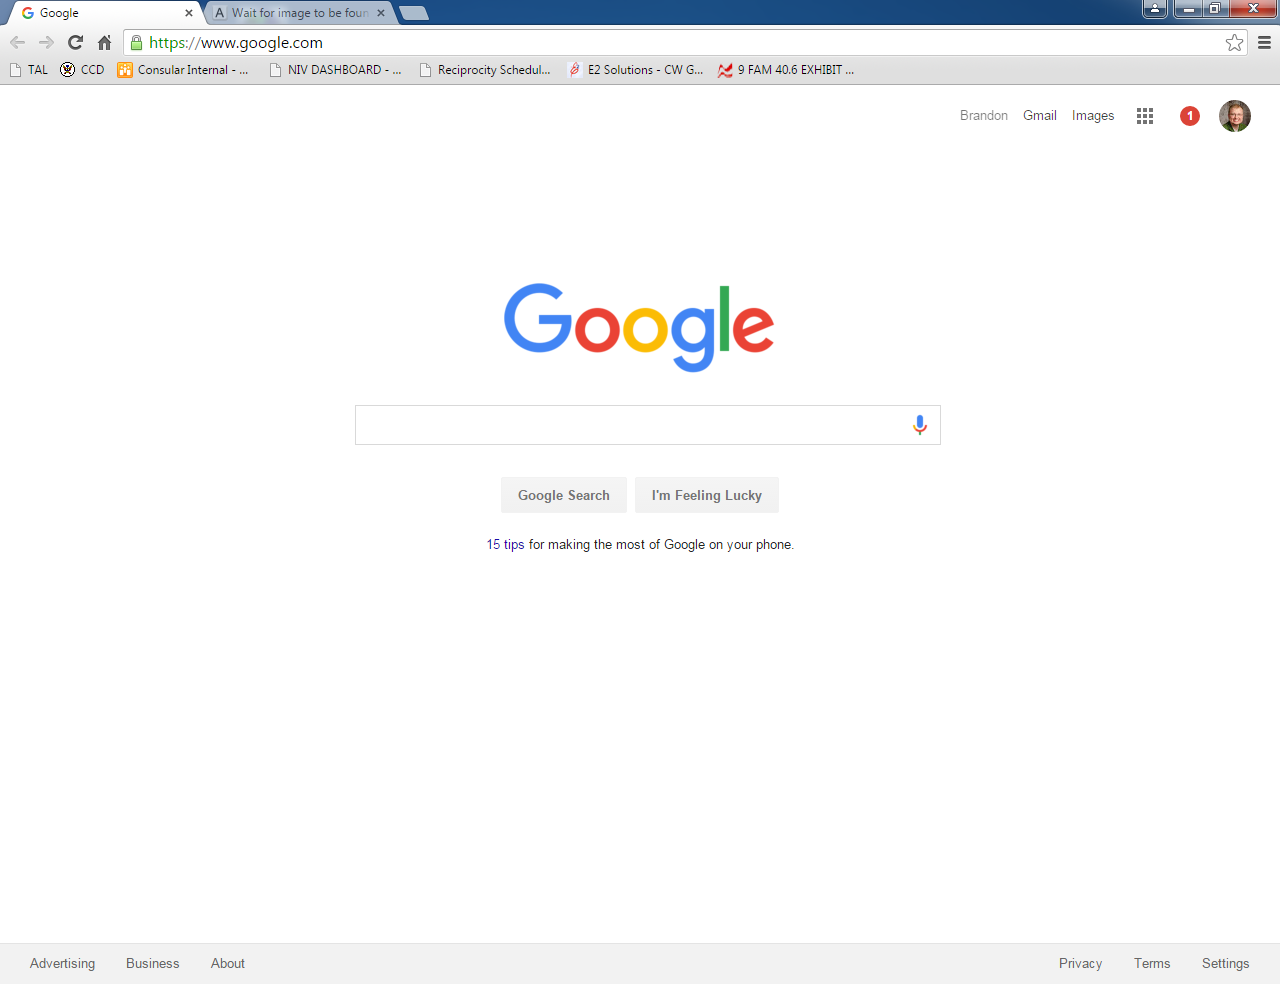 Google
A Wait for image to be foun
https://www.google.com
TAL CCD Consular Internal - ... NIV DASHBOARD - ... Reciprocity Schedul... E2 Solutions - CW G... 9 FAM 40.6 EXHIBIT ...
Brandon Gmail Images 1
Google
Google Search I'm Feeling Lucky
15 tips for making the most of Google on your phone.
Advertising Business About Privacy Terms Settings